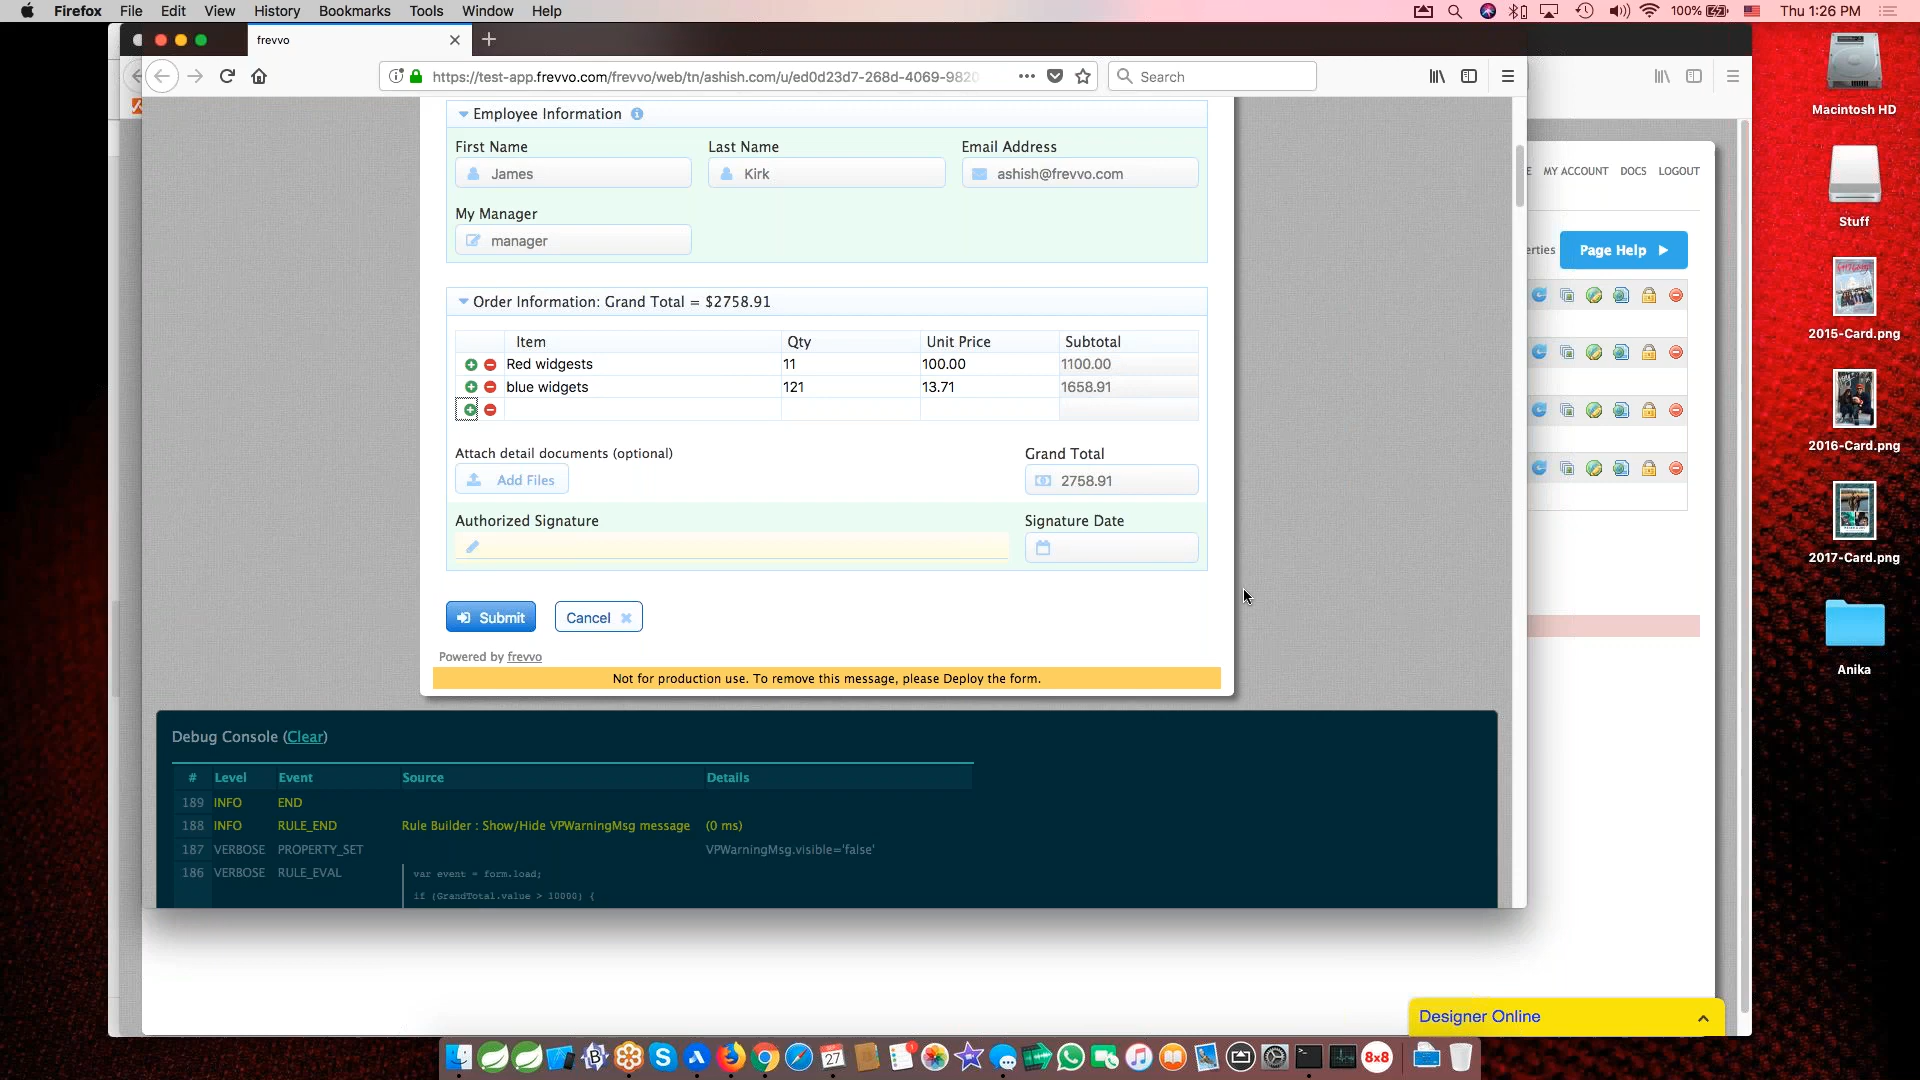 Firefox File Edit View History Bookmarks Tools Window Help 100% Thu 1:26 PM
frevvo
https://test-app.frevvo.com/frevvo/web/tn/ashish.com/u/ed0d23d7-268d-4069-9820 Search
Employee Information
First Name Last Name Email Address
James Kirk ashish@frevvo.com
My Manager
manager
Order Information: Grand Total = $2758.91
Item Qty Unit Price Subtotal
Red widgests 11 100.00 1100.00
blue widgets 121 13.71 1658.91
Attach detail documents (optional) Grand Total
Add Files 2758.91
Authorized Signature Signature Date
Submit Cancel
Powered by frevvo
Not for production use. To remove this message, please Deploy the form.
Debug Console (Clear)
# Level Event Source Details
189 INFO END
188 INFO RULE_END Rule Builder : Show/Hide VPWarningMsg message (0 ms)
187 VERBOSE PROPERTY_SET VPWarningMsg.visible='false'
186 VERBOSE RULE_EVAL var event = form.load;
if (GrandTotal.value > 10000) {
E MY ACCOUNT DOCS LOGOUT
erties Page Help
Designer Online
Macintosh HD
Stuff
2015-Card.png
2016-Card.png
2017-Card.png
Anika
27
1
8x8